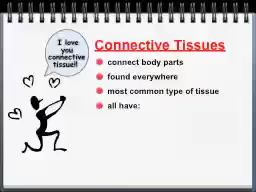 I love
you
connective
tissue!!
Connective Tissues
connect body parts
found everywhere
most common type of tissue
all have: